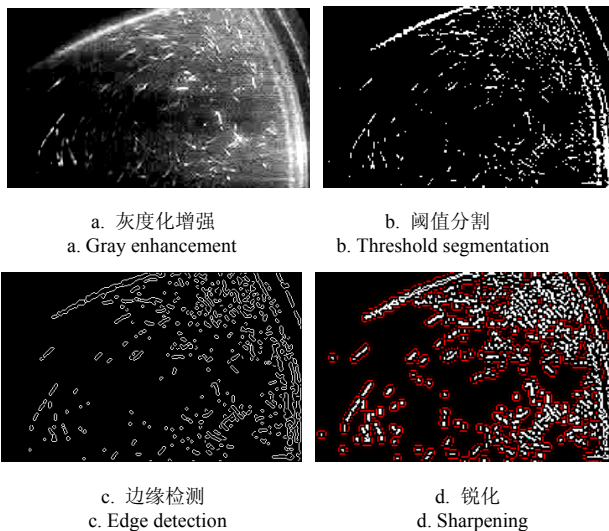 a. 灰度化增强
a. Gray enhancement
b. 阈值分割
b. Threshold segmentation
c. 边缘检测
c. Edge detection
d. 锐化
d. Sharpening